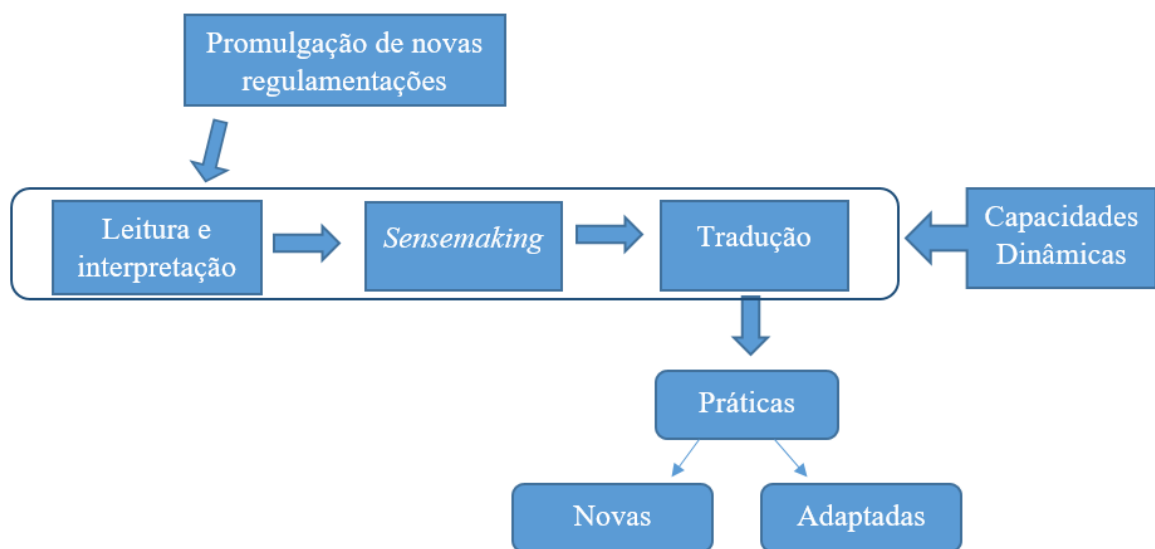 Promulgação de novas
regulamentações
Leitura e
interpretação
Sensemaking
Tradução
Capacidades
Dinâmicas
Práticas
Novas
Adaptadas